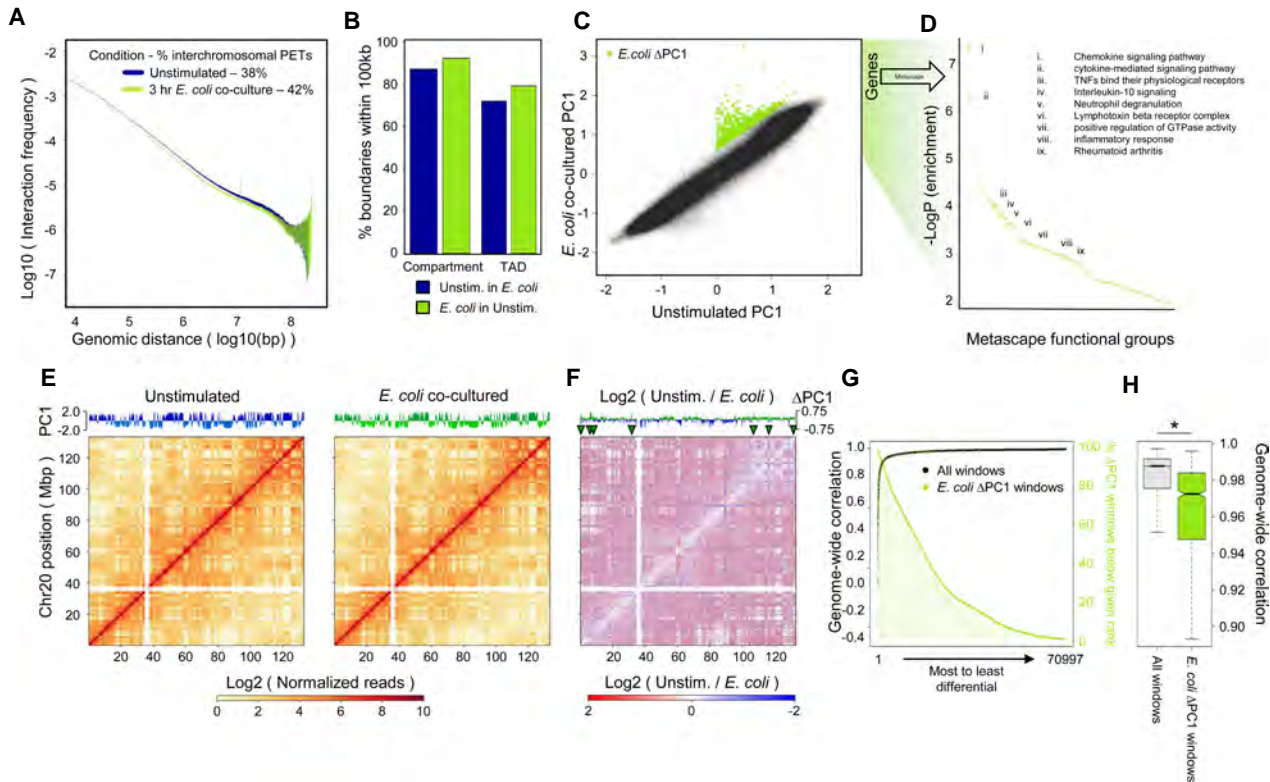 A
Condition - % interchromosomal PETs
Unstimulated – 38%
3 hr E. coli co-culture – 42%
Log10 ( Interaction frequency)
-2
-3
-4
-5
-6
-7
4 5 6 7 8
Genomic distance ( log10(bp) )
B
% boundaries within 100kb
100
80
60
40
20
0
Compartment TAD
Unstim. in E. coli
E. coli in Unstim.
C
E.coli ΔPC1
E. coli co-cultured PC1
3
2
1
0
-1
-2
-2 -1 0 1 2
Unstimulated PC1
Genes
Metascape
D
-LogP (enrichment)
7
6
5
4
3
2
i
ii
iii
iv
v
vi
vii
viii
ix
i. Chemokine signaling pathway
ii. cytokine-mediated signaling pathway
iii. TNFs bind their physiological receptors
iv. Interleukin-10 signaling
v. Neutrophil degranulation
vi. Lymphotoxin beta receptor complex
vii. positive regulation of GTPase activity
viii. inflammatory response
ix. Rheumatoid arthritis
Metascape functional groups
E
Unstimulated
E. coli co-cultured
PC1
2.0
-2.0
Chr20 position ( Mbp)
120
100
80
60
40
20
20 40 60 80 100 120
20 40 60 80 100 120
Log2 ( Normalized reads )
0 2 4 6 8 10
F
Log2 ( Unstim. / E. coli)
ΔPC1
0.75
-0.75
20 40 60 80 100 120
Log2 ( Unstim. / E. coli )
2 0 -2
G
Genome-wide correlation
1.0
0.8
0.6
0.4
0.2
0.0
-0.2
-0.4
All windows
E. coli ΔPC1 windows
100
80
60
40
20
0
% ΔPC1 windows below given rank
1 70997
Most to least
differential
H
*
1.00
0.98
0.96
0.94
0.92
0.90
Genome-wide correlation
All windows
E. coli ΔPC1 windows